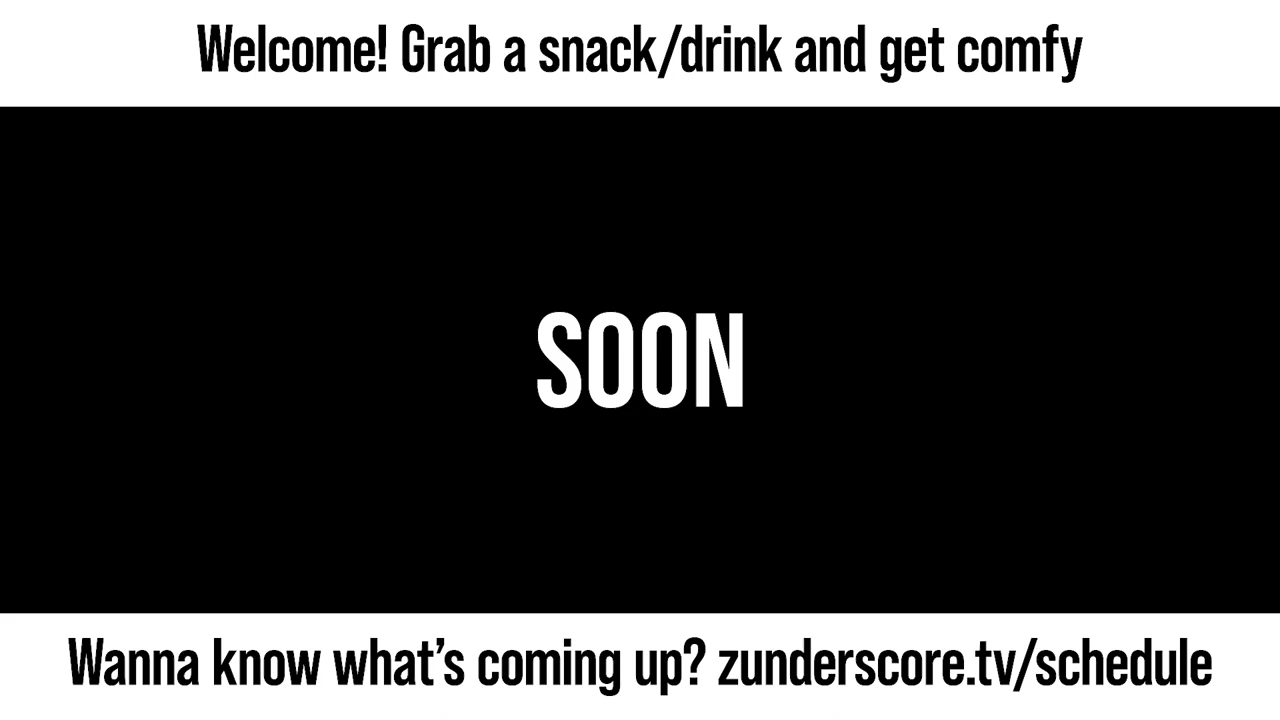 Welcome! Grab a snack/drink and get comfy
SOON
Wanna know what’s coming up? zunderscore.tv/schedule